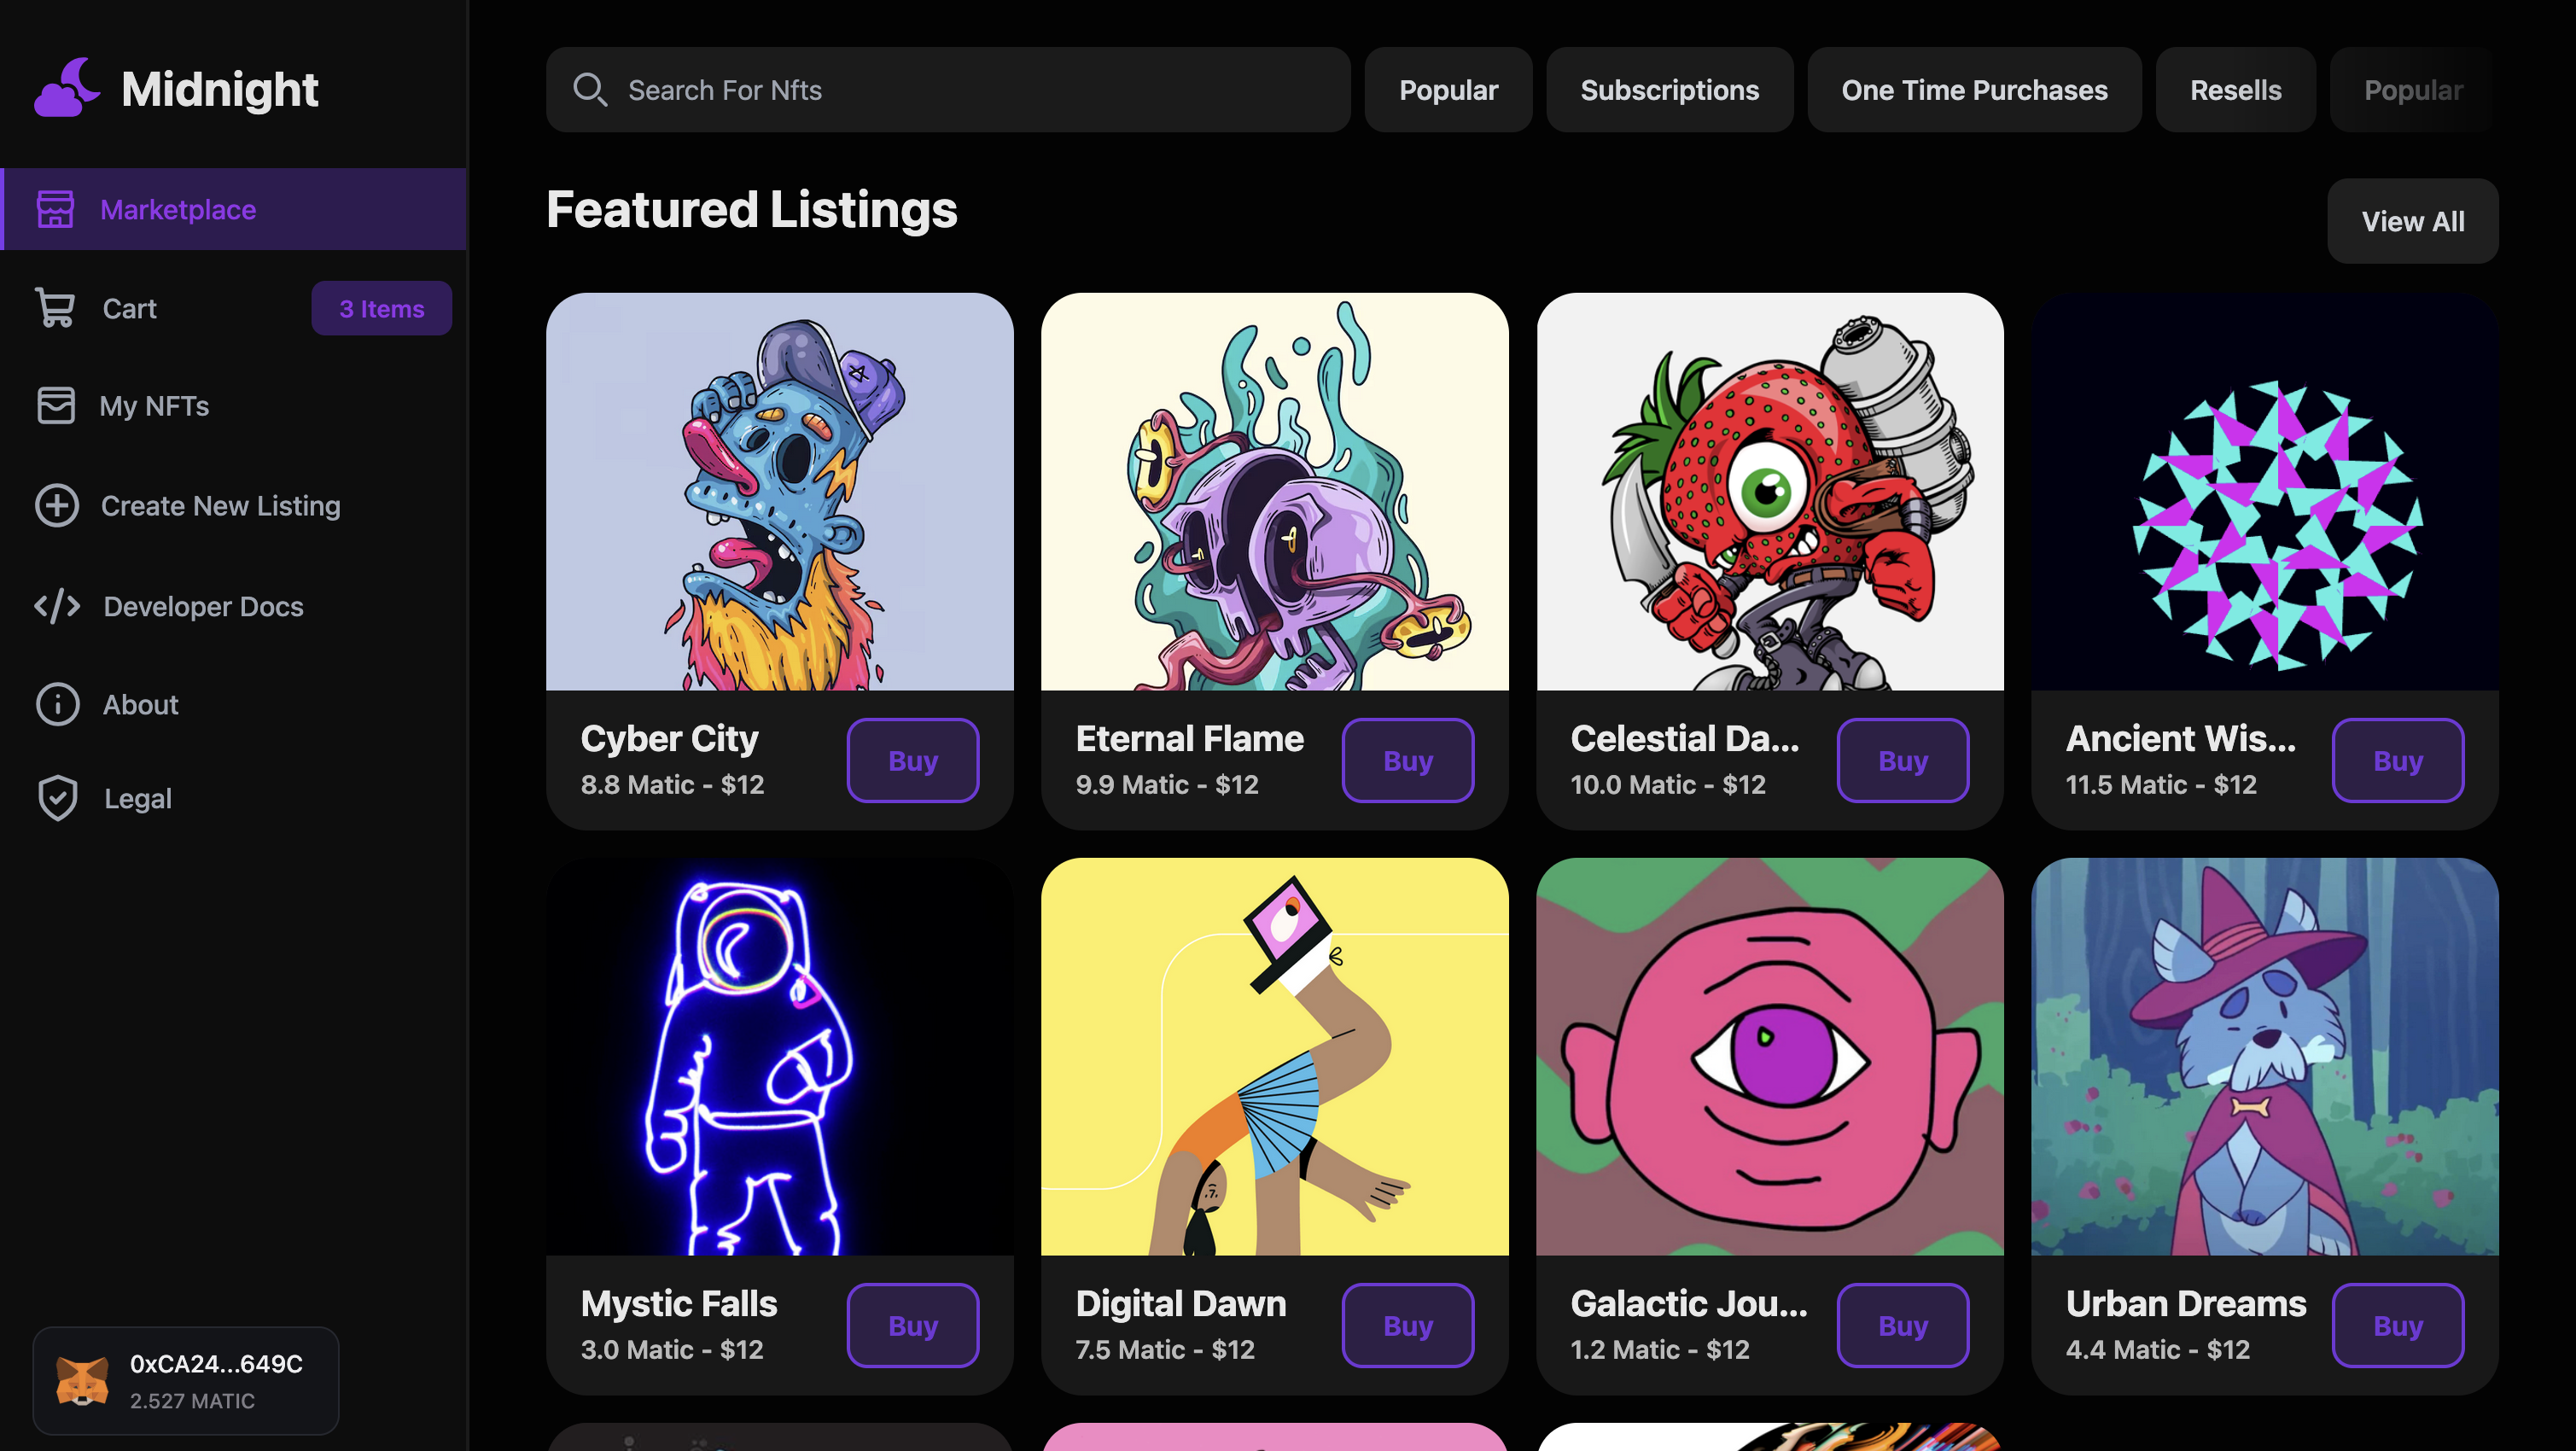 Midnight
Marketplace
Cart
3 Items
My NFTs
Create New Listing
Developer Docs
About
Legal
0xCA24...649C
2.527 MATIC
Search For Nfts
Popular
Subscriptions
One Time Purchases
Resells
Popular
Featured Listings
View All
Cyber City
8.8 Matic - $12
Buy
Eternal Flame
9.9 Matic - $12
Buy
Celestial Da...
10.0 Matic - $12
Buy
Ancient Wis...
11.5 Matic - $12
Buy
Mystic Falls
3.0 Matic - $12
Buy
Digital Dawn
7.5 Matic - $12
Buy
Galactic Jou...
1.2 Matic - $12
Buy
Urban Dreams
4.4 Matic - $12
Buy